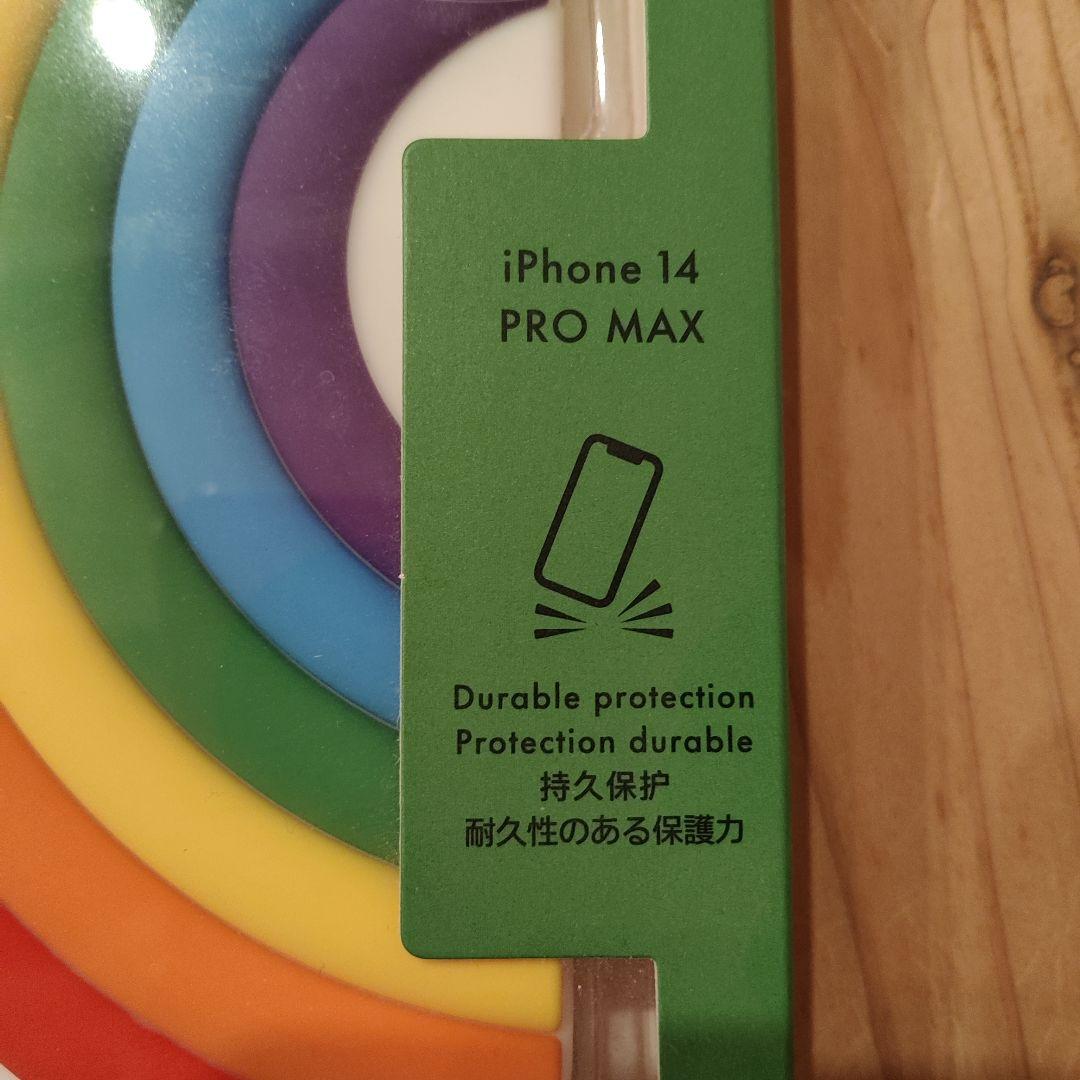 iPhone 14
PRO MAX
Durable protection
Protection durable
持久保护
耐久性のある保護力